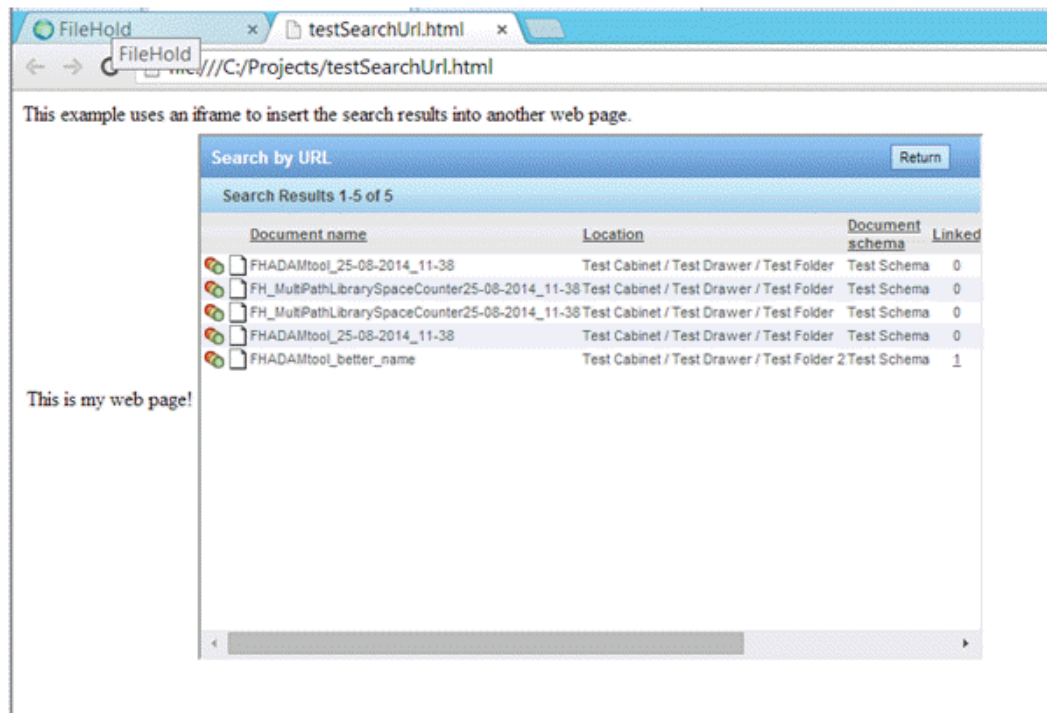 FileHold × testSearchUrl.html ×
FileHold
///C:/Projects/testSearchUrl.html
This example uses an iframe to insert the search results into another web page.
Search by URL Return
Search Results 1-5 of 5
Document name Location Document schema Linked
FHADAMtool_25-08-2014_11-38 Test Cabinet / Test Drawer / Test Folder Test Schema 0
FH_MultiPathLibrarySpaceCounter25-08-2014_11-38 Test Cabinet / Test Drawer / Test Folder Test Schema 0
FH_MultiPathLibrarySpaceCounter25-08-2014_11-38 Test Cabinet / Test Drawer / Test Folder Test Schema 0
FHADAMtool_25-08-2014_11-38 Test Cabinet / Test Drawer / Test Folder Test Schema 0
FHADAMtool_better_name Test Cabinet / Test Drawer / Test Folder 2 Test Schema 1
This is my web page!